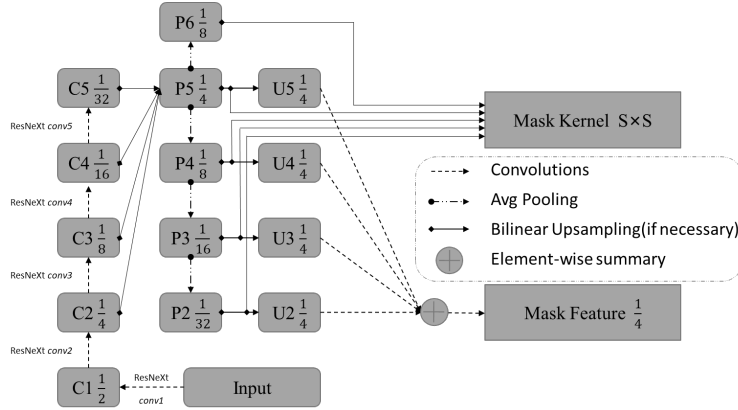 P6 1/8
C5 1/32
P5 1/4
U5 1/4
Mask Kernel S×S
ResNeXt conv5
C4 1/16
P4 1/8
U4 1/4
Convolutions
ResNeXt conv4
Avg Pooling
C3 1/8
P3 1/16
U3 1/4
Bilinear Upsampling(if necessary)
Element-wise summary
ResNeXt conv3
C2 1/4
P2 1/32
U2 1/4
Mask Feature 1/4
ResNeXt conv2
C1 1/2
ResNeXt
conv1
Input